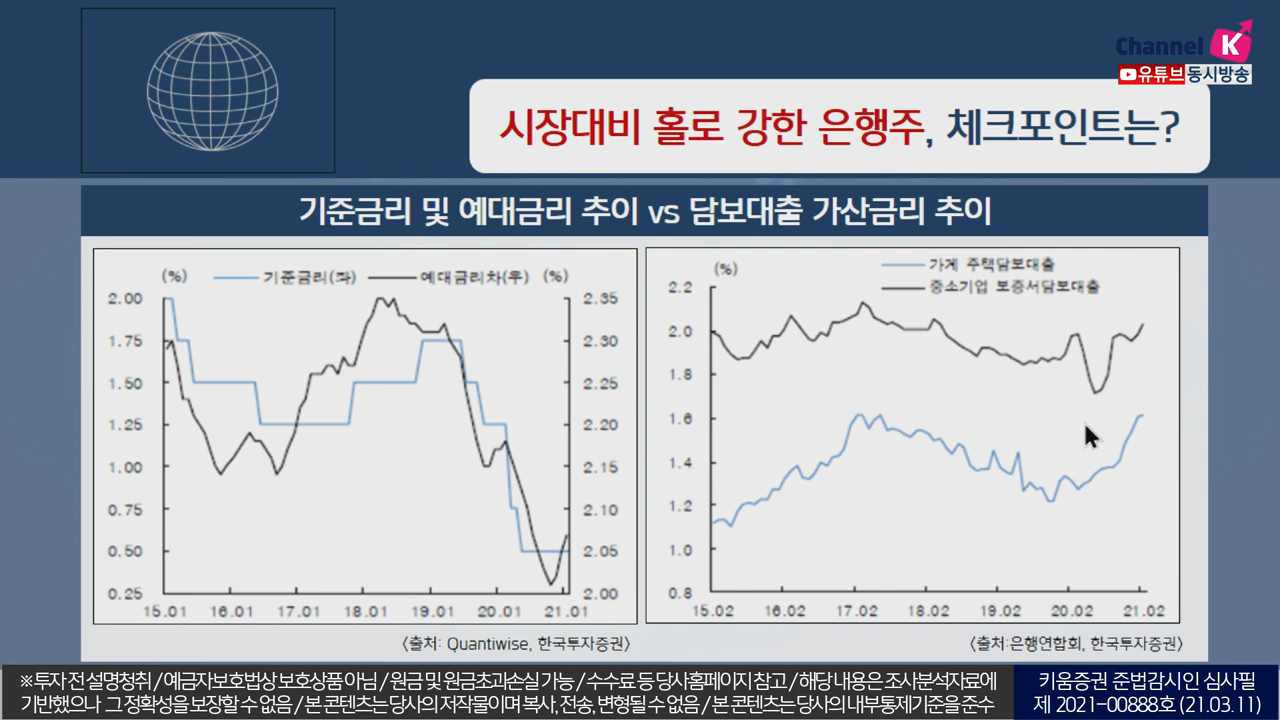 Channel K
유튜브동시방송
시장대비 홀로 강한 은행주, 체크포인트는?
기준금리 및 예대금리 추이 vs 담보대출 가산금리 추이
(%) 기준금리(좌) 예대금리차(우) (%)
2.00 2.35
1.75 2.30
1.50 2.25
1.25 2.20
1.00 2.15
0.75 2.10
0.50 2.05
0.25 2.00
15.01 16.01 17.01 18.01 19.01 20.01 21.01
〈출처: Quantiwise, 한국투자증권〉
(%) 가계 주택담보대출
중소기업 보증서담보대출
2.2
2.0
1.8
1.6
1.4
1.2
1.0
0.8
15.02 16.02 17.02 18.02 19.02 20.02 21.02
〈출처:은행연합회, 한국투자증권〉
※투자 전 설명청취 / 예금자보호법상 보호상품 아님 / 원금 및 원금초과손실 가능 / 수수료 등 당사홈페이지 참고 / 해당 내용은 조사분석자료에
기반했으나 그 정확성을 보장할 수 없음 / 본 콘텐츠는 당사의 저작물이며 복사, 전송, 변형될 수 없음 / 본 콘텐츠는 당사의 내부통제기준을 준수
키움증권 준법감시인 심사필
제 2021-00888호 (21.03.11)